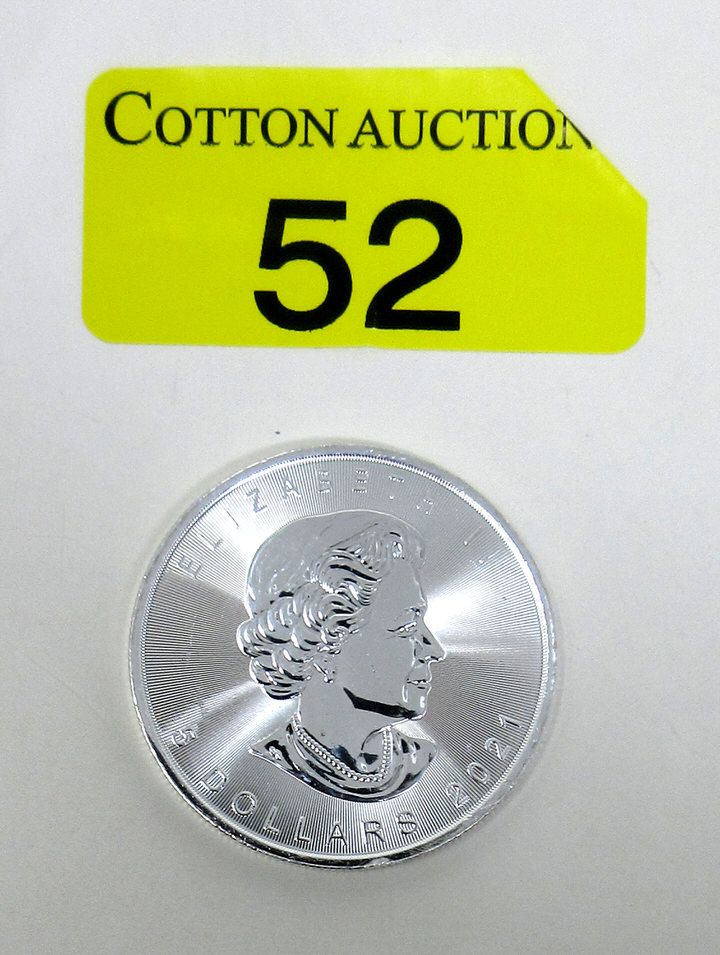 COTTON AUCTION
52
ELIZABETH II
5 DOLLARS 2021